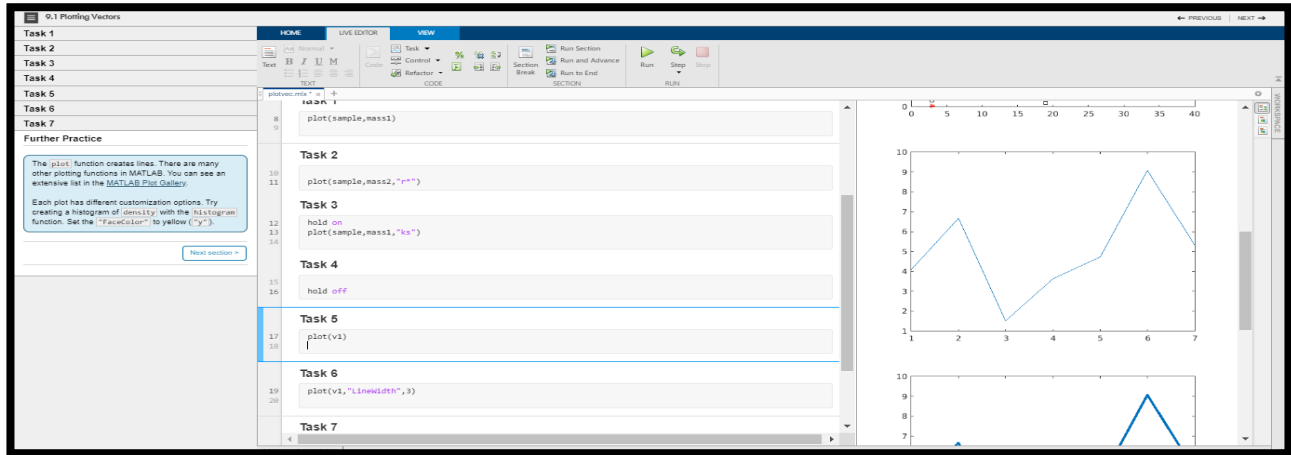 9.1 Plotting Vectors
← PREVIOUS | NEXT →
Task 1
Task 2
Task 3
Task 4
Task 5
Task 6
Task 7
Further Practice
The plot function creates lines. There are many
other plotting functions in MATLAB. You can see an
extensive list in the MATLAB Plot Gallery.
Each plot has different customization options. Try
creating a histogram of density with the histogram
function. Set the "FaceColor" to yellow ("y").
Next section >
HOME LIVE EDITOR VIEW
Text
Aa Normal
B I U M
TEXT
Code
Task
Control
Refactor
CODE
Section
Break
Run Section
Run and Advance
Run to End
SECTION
Run
Step
Stop
RUN
plotvec.mlx * × +
WORKSPACE
Task 1
8 plot(sample,mass1)
9
Task 2
10
11 plot(sample,mass2,"r*")
Task 3
12 hold on
13 plot(sample,mass1,"ks")
14
Task 4
15
16 hold off
Task 5
17 plot(v1)
18
Task 6
19 plot(v1,"LineWidth",3)
20
Task 7
0
0 5 10 15 20 25 30 35 40
10
9
8
7
6
5
4
3
2
1
1 2 3 4 5 6 7
10
9
8
7